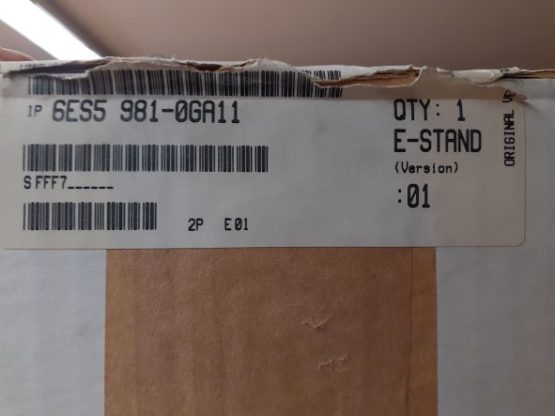 1P 6ES5 981-0GA11
QTY: 1
E-STAND
(Version)
:01
S FFF7______
2P E01
ORIGINAL